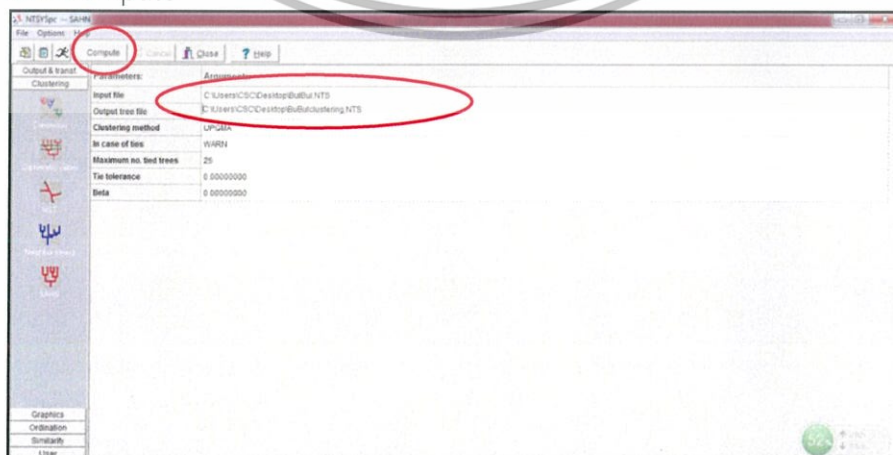 NTSYSpc -- SAHN
File Options Help
Compute Cancel Close ? Help
Output & transf.
Clustering
Parameters: Arguments
Input file C:\Users\CSC\Desktop\BulBul.NTS
Output tree file C:\Users\CSC\Desktop\BulBulclustering.NTS
Clustering method UPGMA
In case of ties WARN
Maximum no. tied trees 25
Tie tolerance 0.00000000
Beta 0.00000000
Graphics
Ordination
Similarity
User
52%